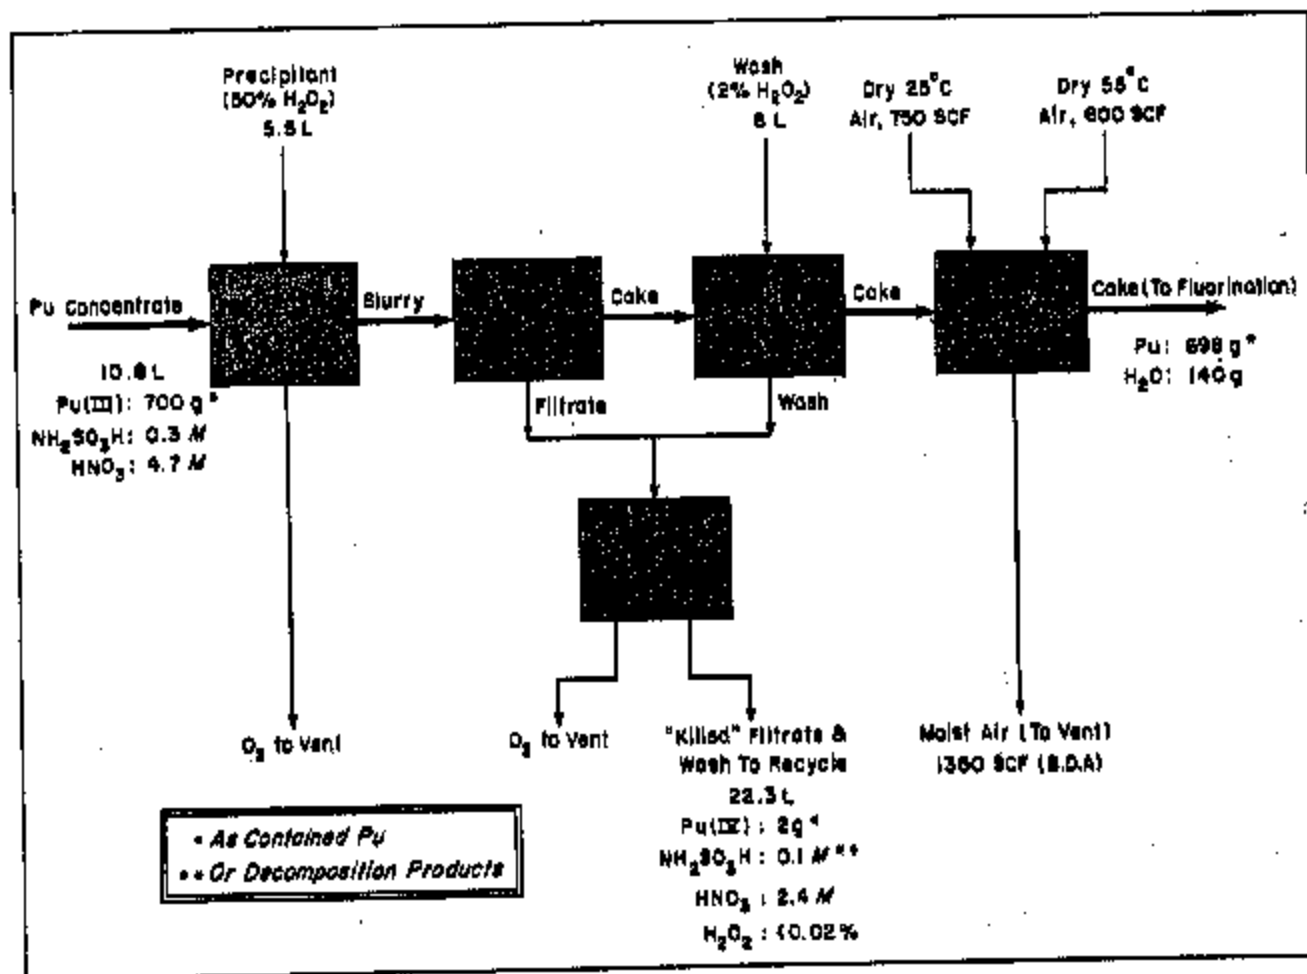 Precipitant
(50% H₂O₂)
5.5 L
Wash
(2% H₂O₂)
6 L
Dry 25°C
Air, 750 SCF
Dry 55°C
Air, 600 SCF
Pu Concentrate
Slurry
Cake
Cake
Cake (To Fluorination)
10.8 L
Pu(III): 700 g*
NH₂SO₃H: 0.3 M
HNO₃: 4.7 M
Filtrate
Wash
Pu: 698 g*
H₂O: 140 g
O₂ to Vent
O₂ to Vent
"Killed" Filtrate &
Wash To Recycle
22.3 L
Pu(IV): 2g*
NH₂SO₃H: 0.1 M**
HNO₃: 2.4 M
H₂O₂: <0.02%
Moist Air (To Vent)
1350 SCF (B.D.A)
* As Contained Pu
** Or Decomposition Products